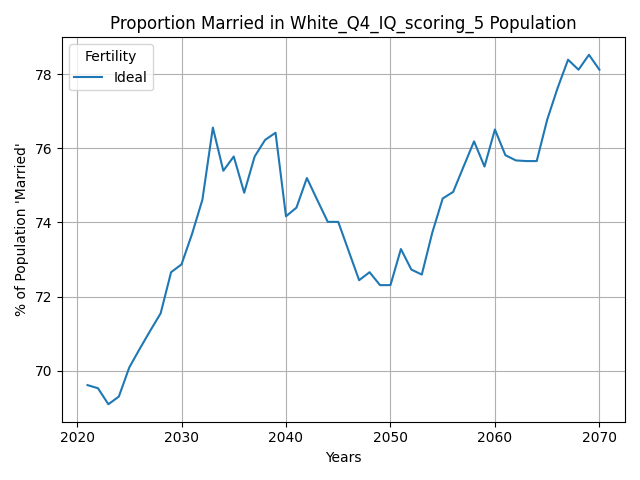 Proportion Married in White_Q4_IQ_scoring_5 Population
Fertility
Ideal
% of Population 'Married'
78
76
74
72
70
2020
2030
2040
2050
2060
2070
Years